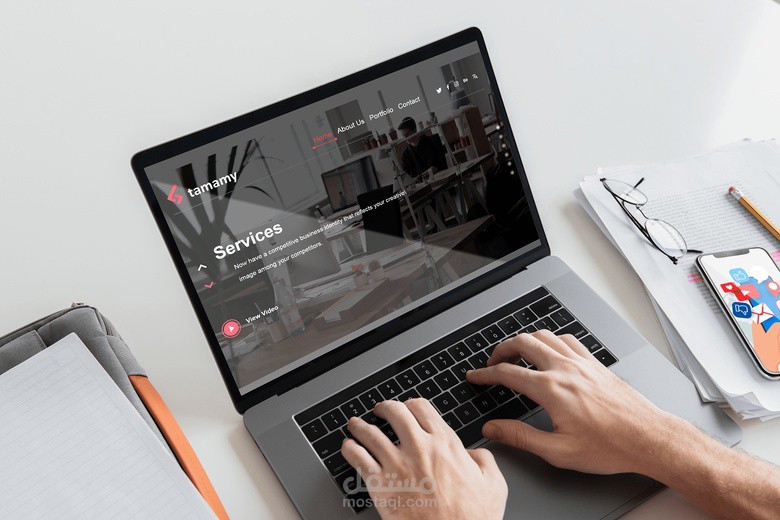 Home About Us Portfolio Contact
tamamy
Services
Now have a competitive business identity that reflects your creative
image among your competitors.
View Video
مستقل
mostaql.com